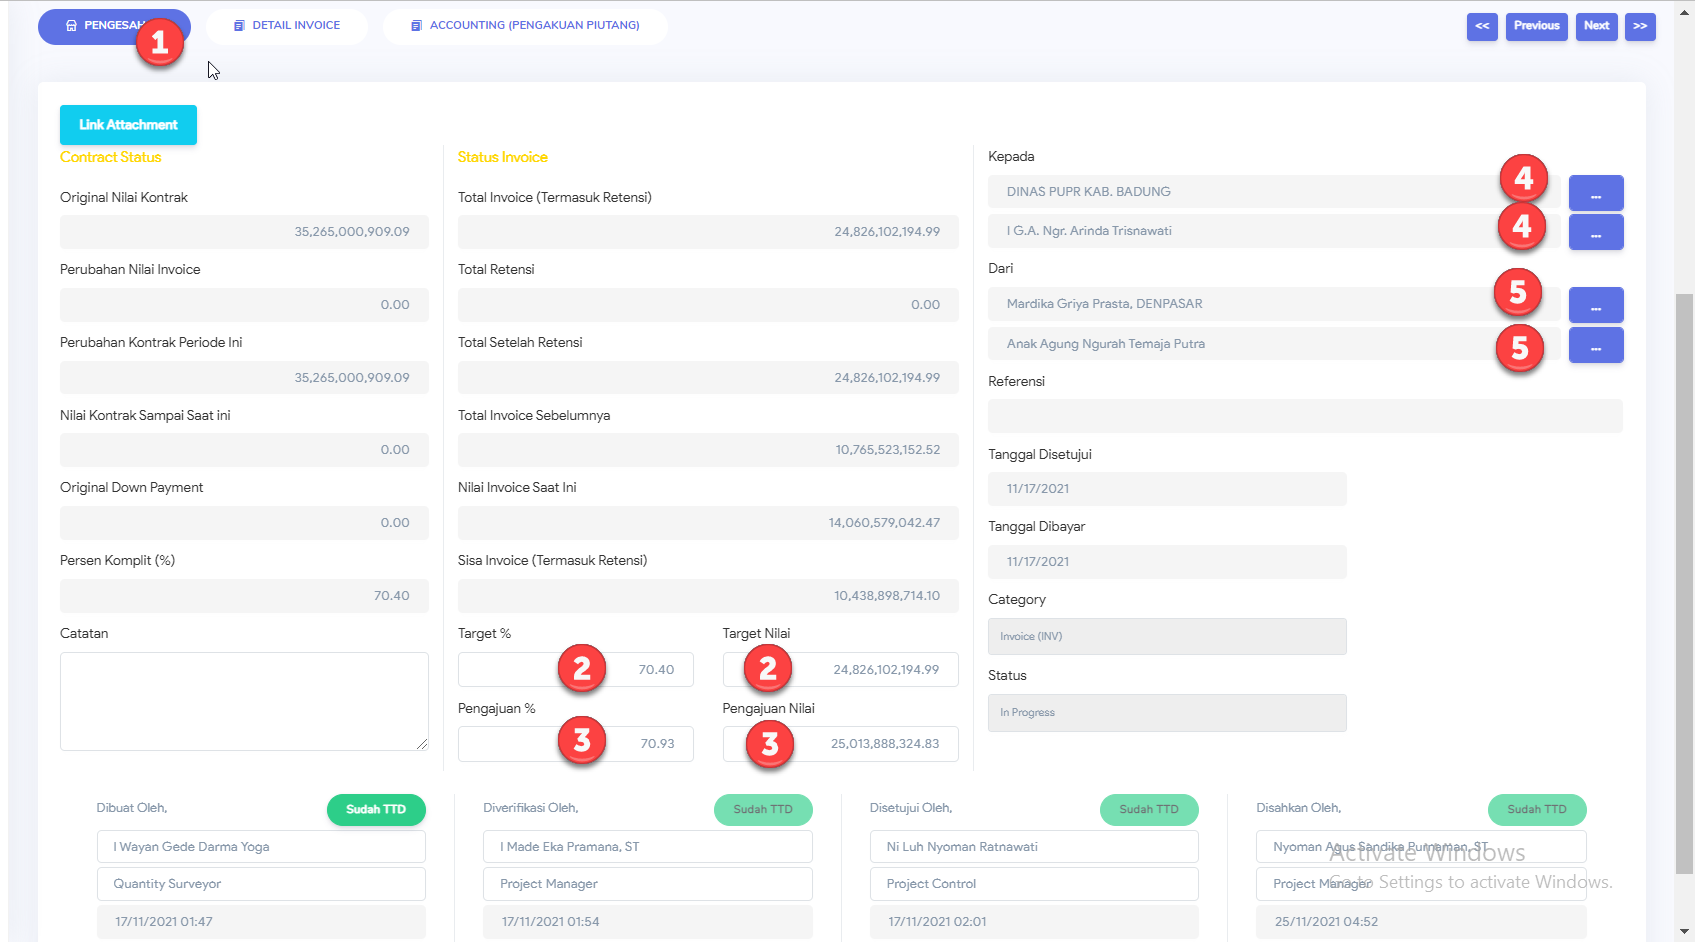 PENGESAH
1
DETAIL INVOICE
ACCOUNTING (PENGAKUAN PIUTANG)
<<
Previous
Next
>>
Link Attachment
Contract Status
Original Nilai Kontrak
35,265,000,909.09
Perubahan Nilai Invoice
0.00
Perubahan Kontrak Periode Ini
35,265,000,909.09
Nilai Kontrak Sampai Saat ini
0.00
Original Down Payment
0.00
Persen Komplit (%)
70.40
Catatan
Status Invoice
Total Invoice (Termasuk Retensi)
24,826,102,194.99
Total Retensi
0.00
Total Setelah Retensi
24,826,102,194.99
Total Invoice Sebelumnya
10,765,523,152.52
Nilai Invoice Saat Ini
14,060,579,042.47
Sisa Invoice (Termasuk Retensi)
10,438,898,714.10
Target %
2
70.40
Target Nilai
2
24,826,102,194.99
Pengajuan %
3
70.93
Pengajuan Nilai
3
25,013,888,324.83
Kepada
DINAS PUPR KAB. BADUNG
4
...
I G.A. Ngr. Arinda Trisnawati
4
...
Dari
Mardika Griya Prasta, DENPASAR
5
...
Anak Agung Ngurah Temaja Putra
5
...
Referensi
Tanggal Disetujui
11/17/2021
Tanggal Dibayar
11/17/2021
Category
Invoice (INV)
Status
In Progress
Dibuat Oleh,
Sudah TTD
I Wayan Gede Darma Yoga
Quantity Surveyor
17/11/2021 01:47
Diverifikasi Oleh,
Sudah TTD
I Made Eka Pramana, ST
Project Manager
17/11/2021 01:54
Disetujui Oleh,
Sudah TTD
Ni Luh Nyoman Ratnawati
Project Control
17/11/2021 02:01
Disahkan Oleh,
Sudah TTD
Nyoman Agus Sandika Purnaman, ST
Project Manager
25/11/2021 04:52
Activate Windows
Go to Settings to activate Windows.